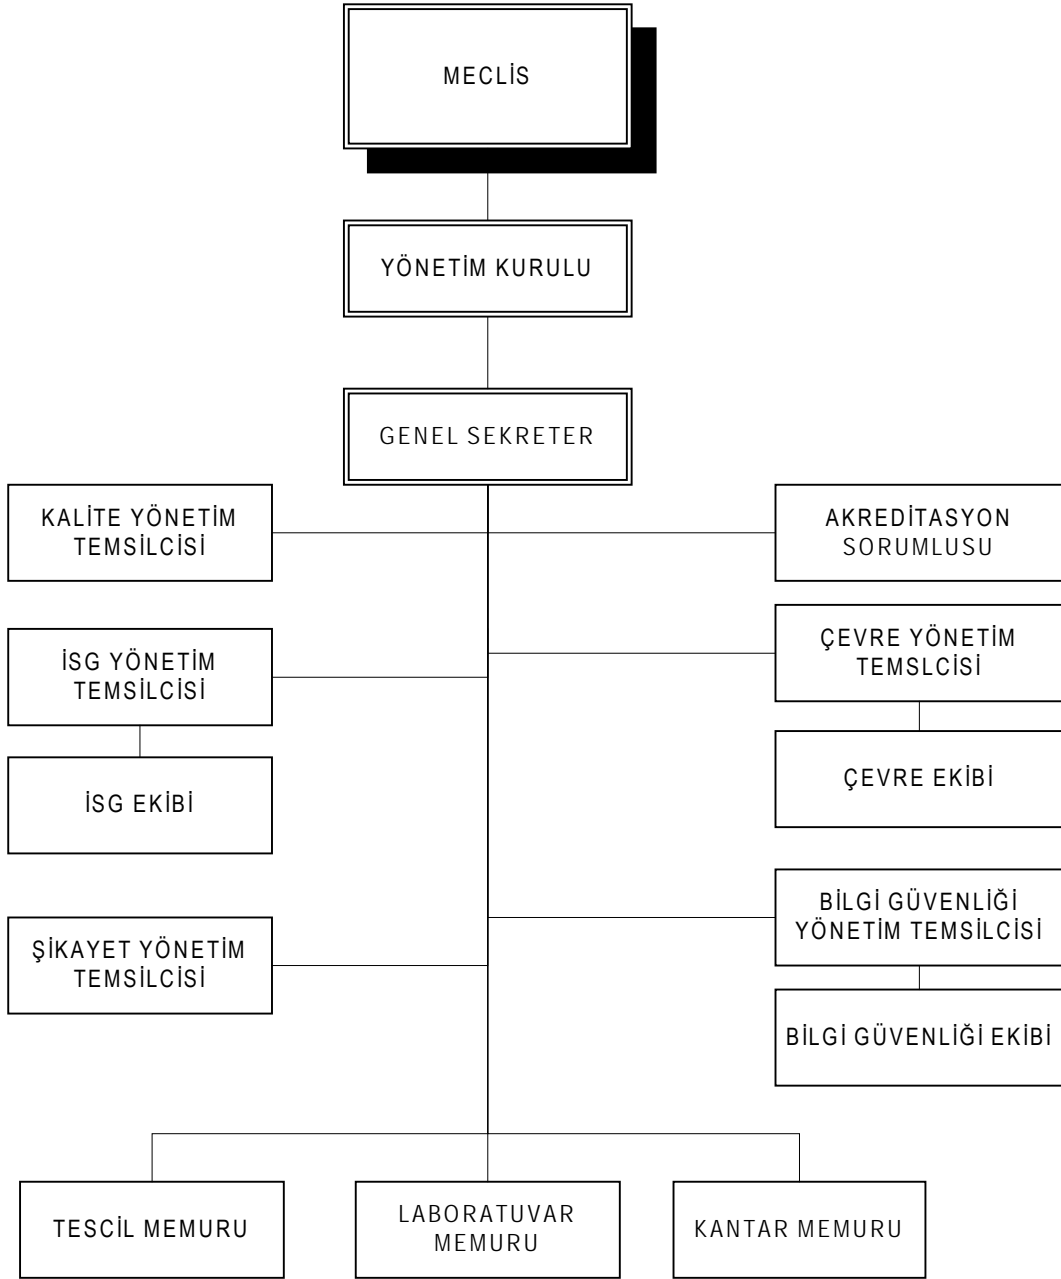 MECLİS
YÖNETİM KURULU
GENEL SEKRETER
KALİTE YÖNETİM
TEMSİLCİSİ
AKREDİTASYON
SORUMLUSU
İSG YÖNETİM
TEMSİLCİSİ
ÇEVRE YÖNETİM
TEMSLCİSİ
İSG EKİBİ
ÇEVRE EKİBİ
ŞİKAYET YÖNETİM
TEMSİLCİSİ
BİLGİ GÜVENLİĞİ
YÖNETİM TEMSİLCİSİ
BİLGİ GÜVENLİĞİ EKİBİ
TESCİL MEMURU
LABORATUVAR
MEMURU
KANTAR MEMURU